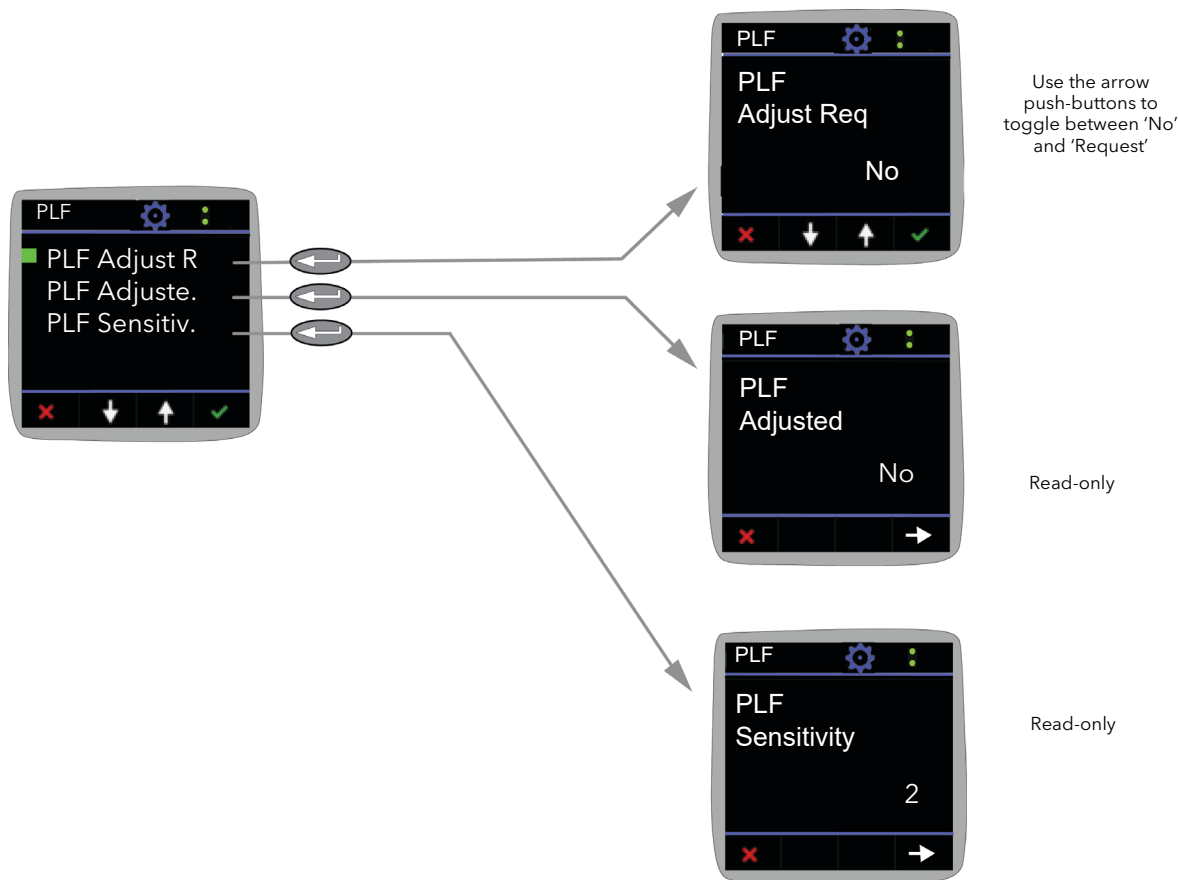 PLF
PLF Adjust R
PLF Adjuste.
PLF Sensitiv.
PLF
PLF
Adjust Req
No
Use the arrow
push-buttons to
toggle between ‘No’
and ‘Request’
PLF
PLF
Adjusted
No
Read-only
PLF
PLF
Sensitivity
2
Read-only